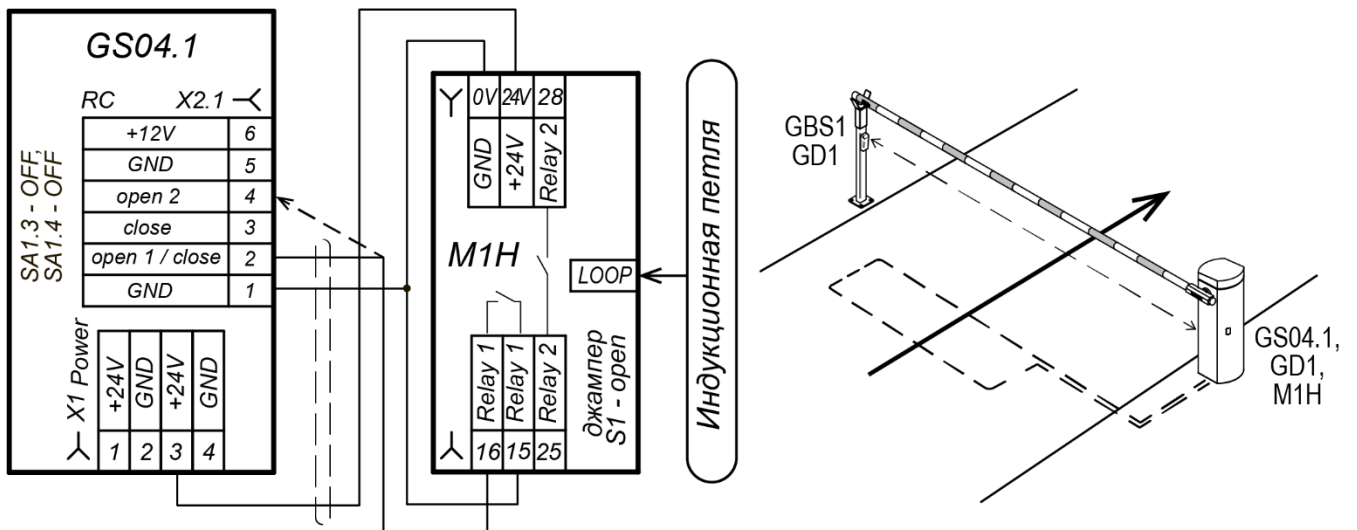 GS04.1
RC X2.1
+12V 6
GND 5
open 2 4
close 3
open 1 / close 2
GND 1
SA1.3 - OFF,
SA1.4 - OFF
X1 Power
+24V GND +24V GND
1 2 3 4
0V 24V 28
GND +24V Relay 2
M1H
LOOP
Relay 1 Relay 1 Relay 2
16 15 25
джампер
S1 - open
Индукционная петля
GBS1
GD1
GS04.1,
GD1,
M1H